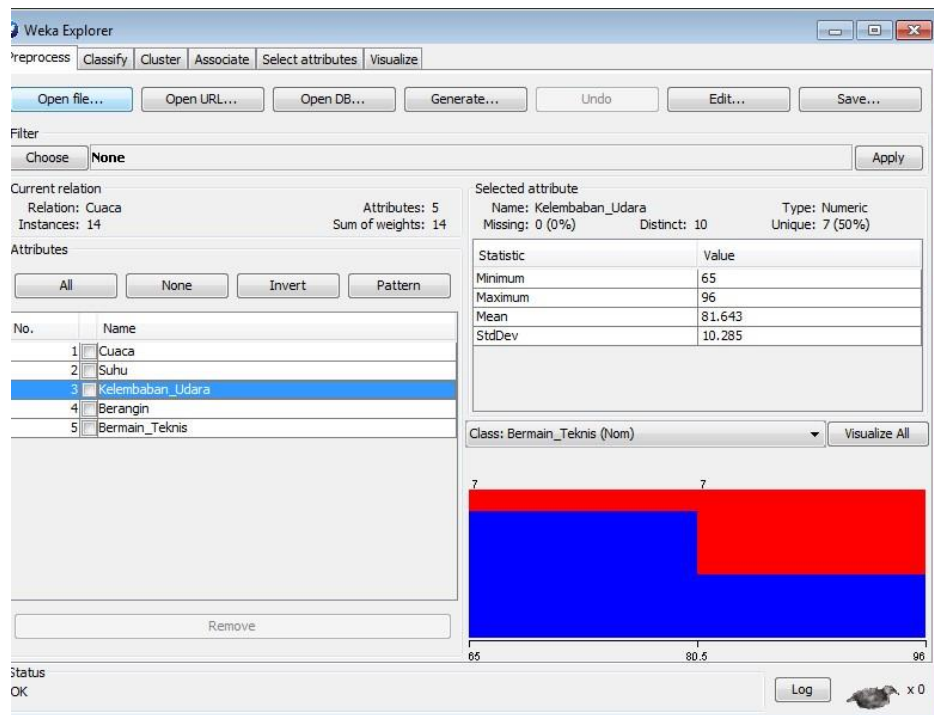 Weka Explorer
Preprocess Classify Cluster Associate Select attributes Visualize
Open file... Open URL... Open DB... Generate... Undo Edit... Save...
Filter
Choose None Apply
Current relation
Relation: Cuaca Attributes: 5
Instances: 14 Sum of weights: 14
Attributes
All None Invert Pattern
No. Name
1 Cuaca
2 Suhu
3 Kelembaban_Udara
4 Berangin
5 Bermain_Teknis
Remove
Selected attribute
Name: Kelembaban_Udara Type: Numeric
Missing: 0 (0%) Distinct: 10 Unique: 7 (50%)
Statistic Value
Minimum 65
Maximum 96
Mean 81.643
StdDev 10.285
Class: Bermain_Teknis (Nom) Visualize All
7 7
65 80.5 96
Status
OK
Log x 0